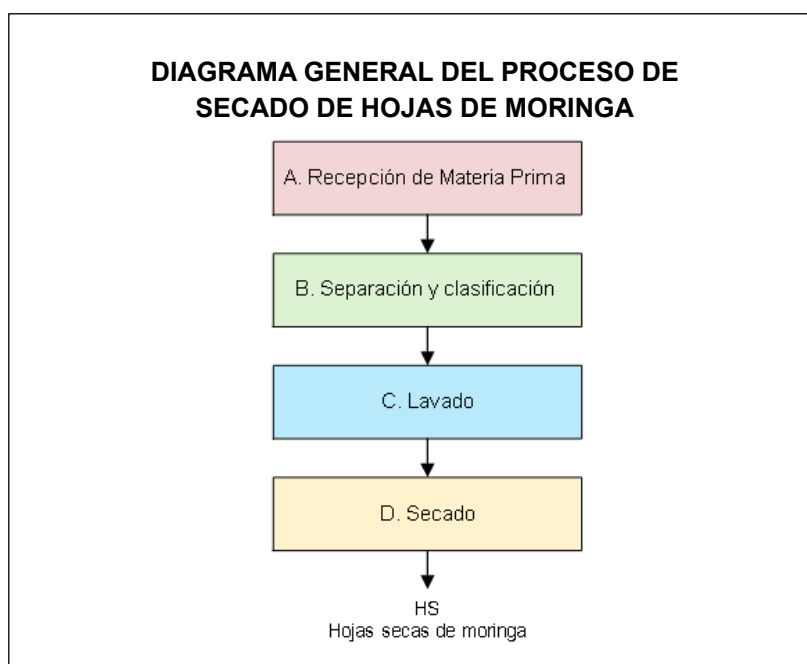 DIAGRAMA GENERAL DEL PROCESO DE
SECADO DE HOJAS DE MORINGA
A. Recepción de Materia Prima
B. Separación y clasificación
C. Lavado
D. Secado
HS
Hojas secas de moringa